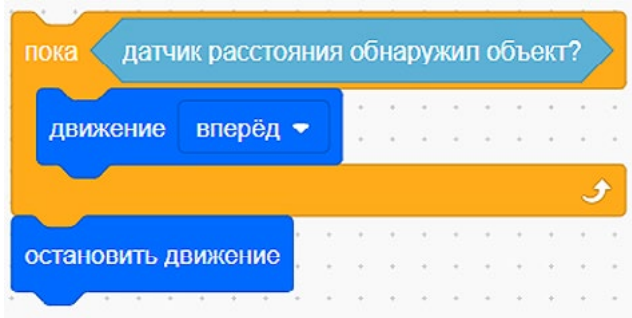 пока датчик расстояния обнаружил объект?
движение вперёд
остановить движение